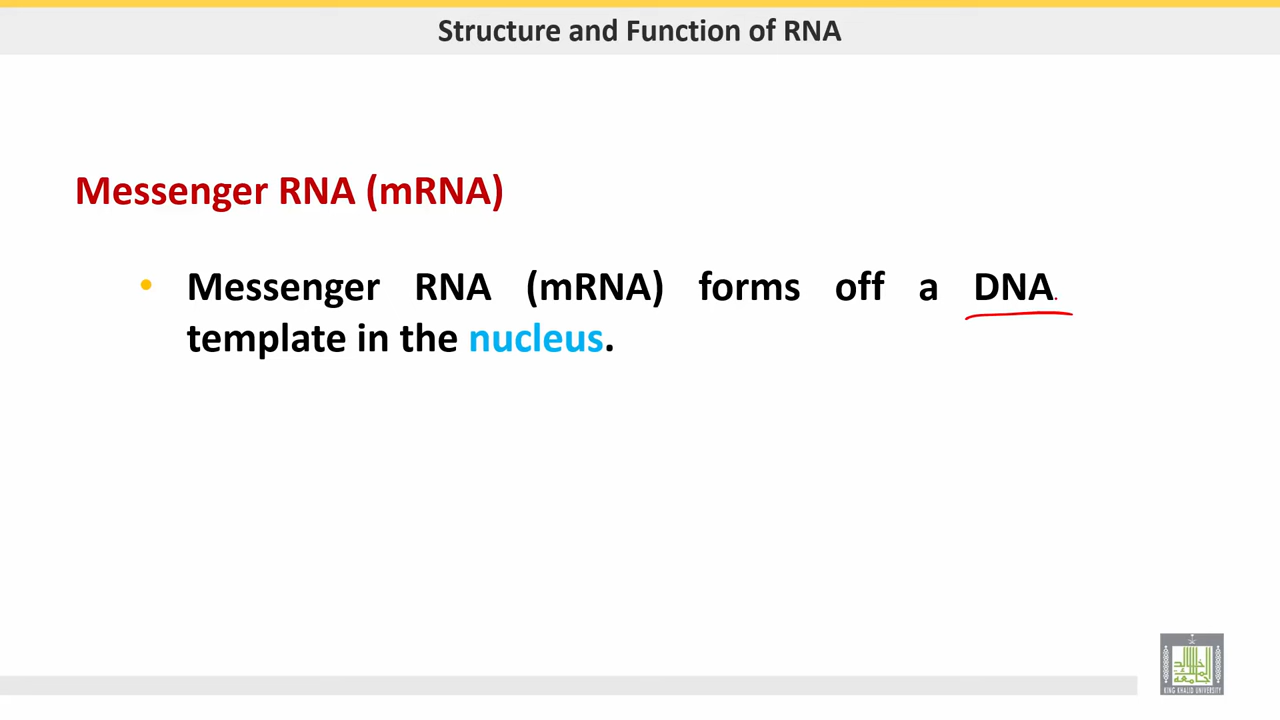 Structure and Function of RNA
Messenger RNA (mRNA)
• Messenger RNA (mRNA) forms off a DNA
template in the nucleus.
KING KHALID UNIVERSITY